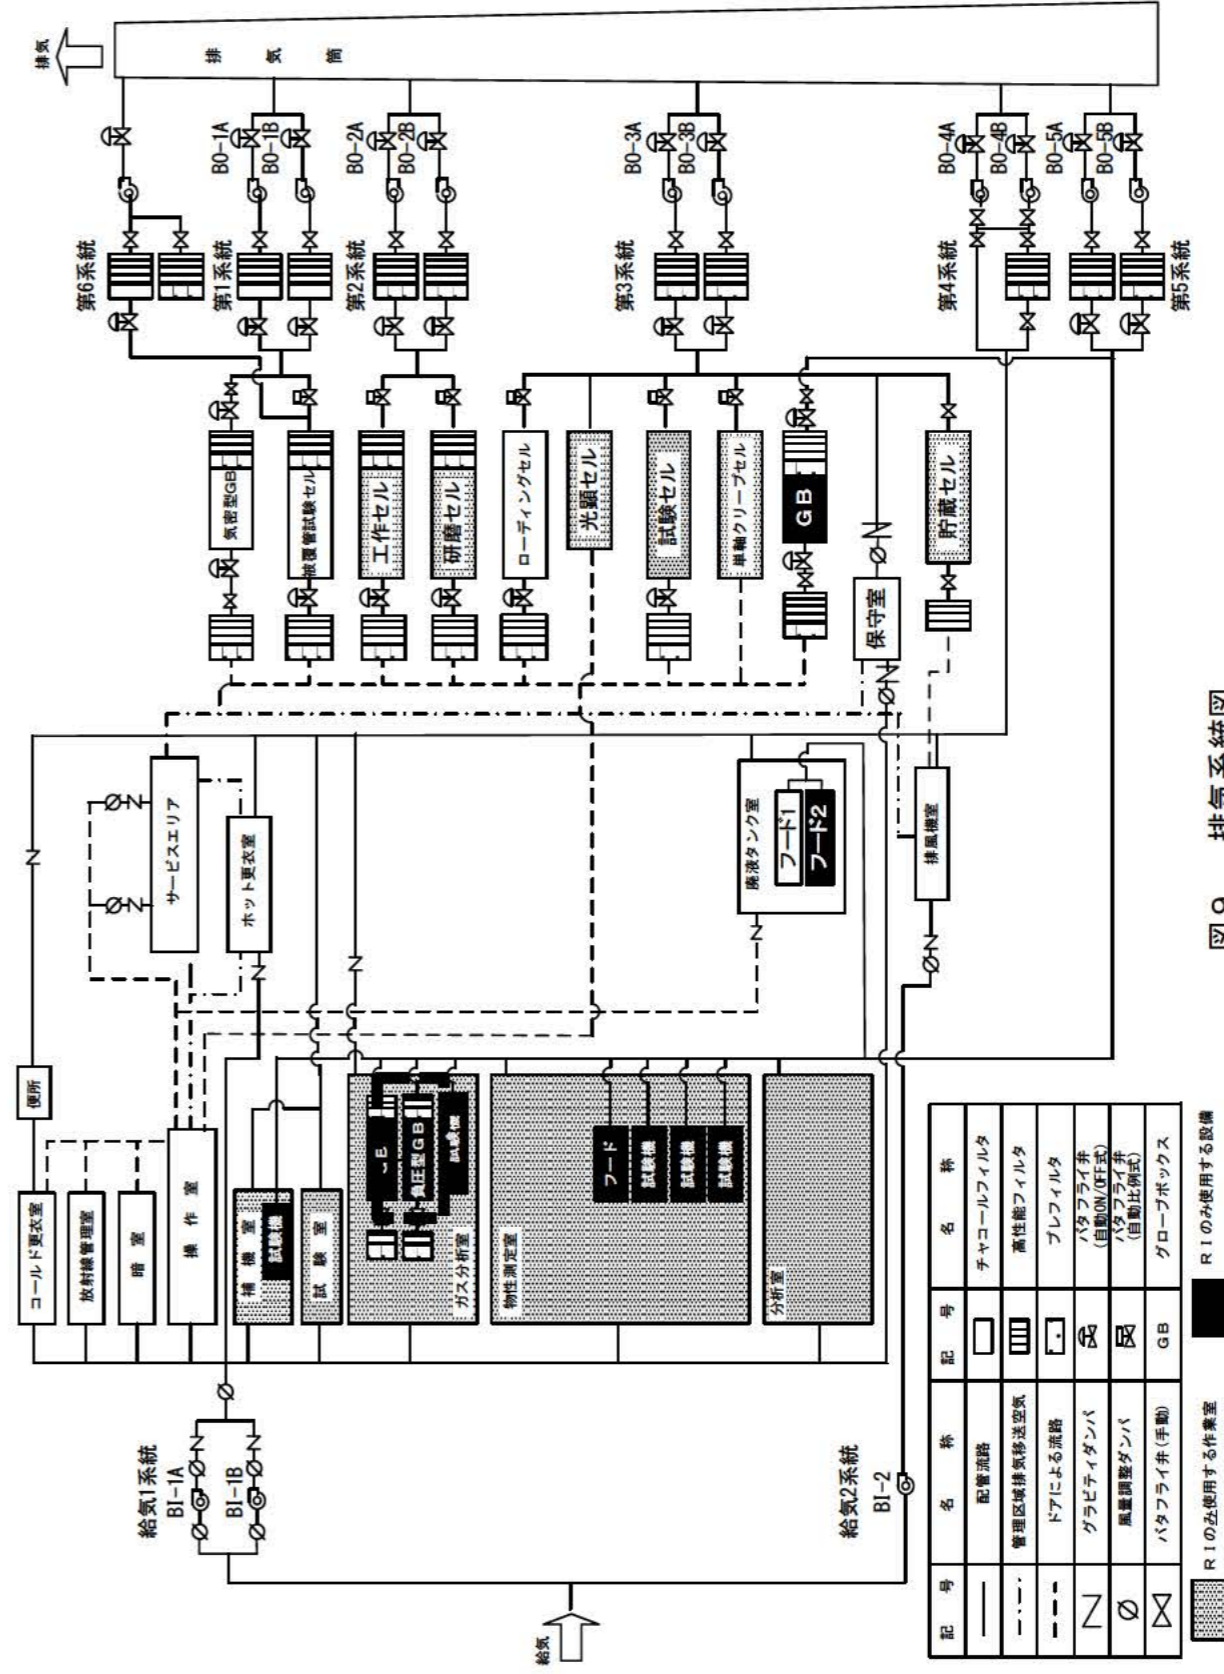 排気
排気筒
BO-1A
BO-1B
BO-2A
BO-2B
BO-3A
BO-3B
BO-4A
BO-4B
BO-5A
BO-5B
第6系統
第1系統
第2系統
第3系統
第4系統
第5系統
気密型GB
被覆管試験セル
工作セル
研磨セル
ローディングセル
光顕セル
試験セル
単軸クリープセル
GB
保守室
貯蔵セル
サービスエリア
ホット更衣室
廃液タンク室
フード1
フード2
排風機室
便所
コールド更衣室
放射線管理室
暗室
操作室
補機室
試験機
試験室
負圧型GB
試験機
ガス分析室
物性測定室
フード
試験機
試験機
試験機
分析室
給気1系統
BI-1A
BI-1B
給気2系統
BI-2
給気
記号 名称 記号 名称
配管流路 チャコールフィルタ
管理区域排気移送空気 高性能フィルタ
ドアによる流路 プレフィルタ
グラビティダンパ バタフライ弁
(自動ON/OFF式)
風量調整ダンパ バタフライ弁
(自動比例式)
バタフライ弁(手動) GB グローブボックス
RIのみ使用する作業室 RIのみ使用する設備
図9 排気系統図